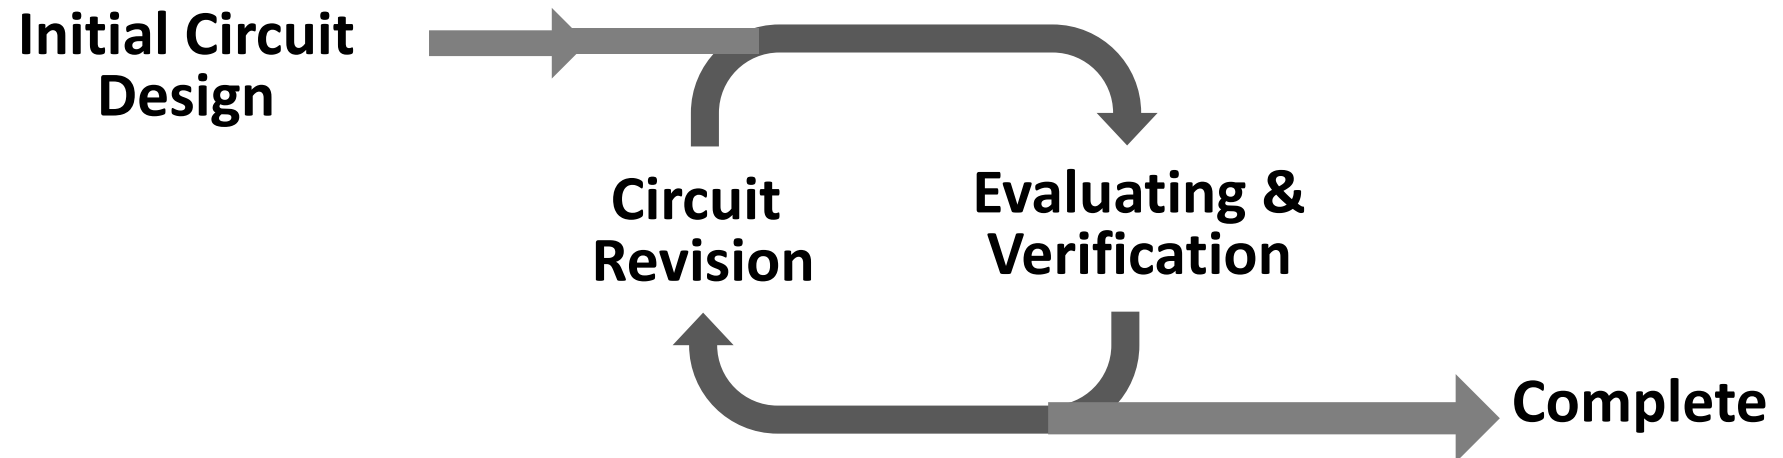 Initial Circuit
Design
Circuit
Revision
Evaluating &
Verification
Complete